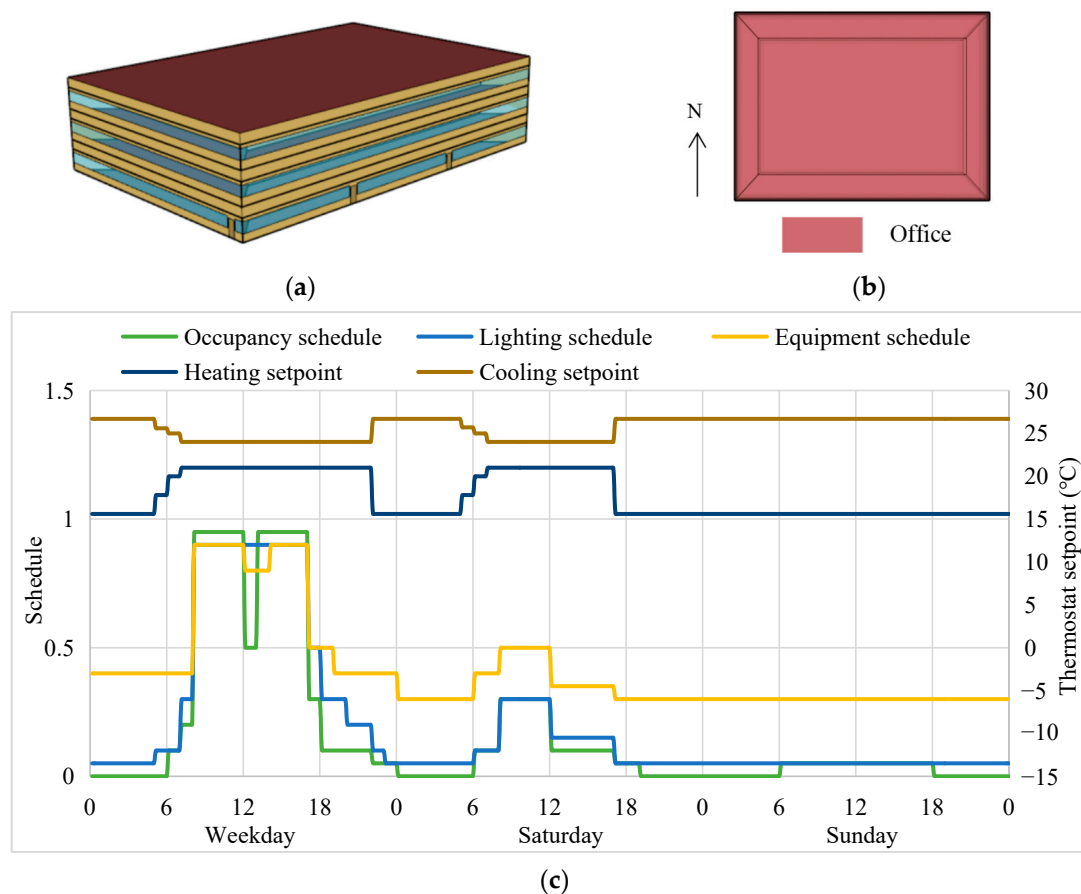 N
Office
(a)
(b)
Occupancy schedule Lighting schedule Equipment schedule
Heating setpoint Cooling setpoint
1.5 30
25
20
1 15
10
5
0.5 0
−5
−10
0 −15
Schedule
Thermostat setpoint (℃)
0 6 12 18 0 6 12 18 0 6 12 18 0
Weekday Saturday Sunday
(c)